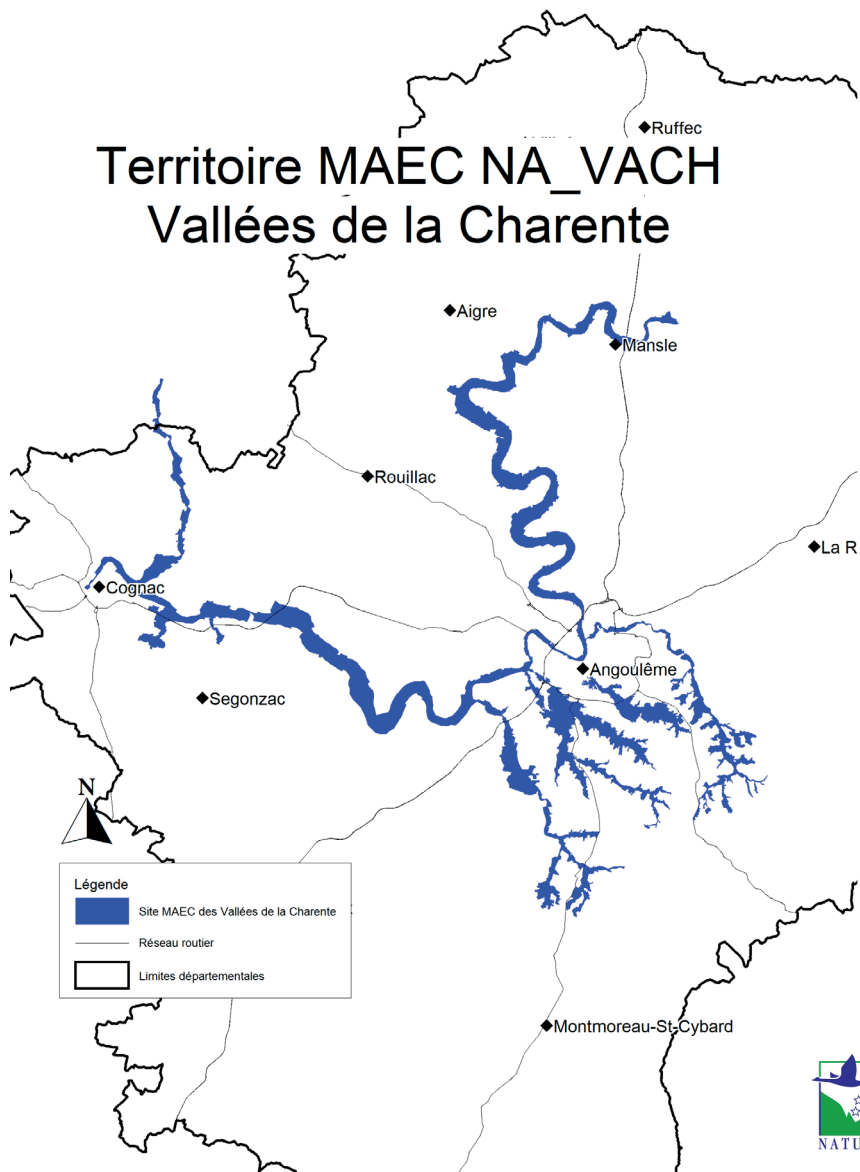 Ruffec
Territoire MAEC NA_VACH
Vallées de la Charente
Aigre
Mansle
Rouillac
La R
Cognac
Angoulême
Segonzac
N
Légende
Site MAEC des Vallées de la Charente
Réseau routier
Limites départementales
Montmoreau-St-Cybard
NATU